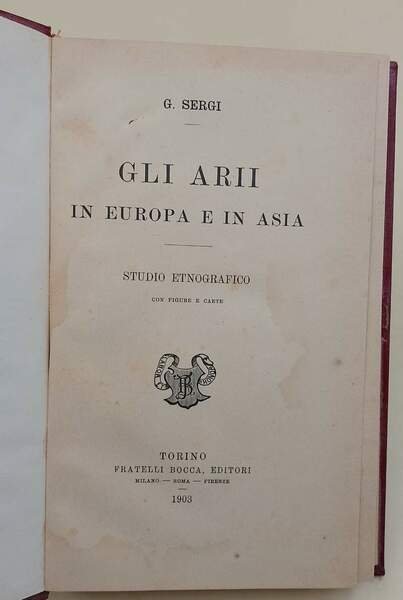 G. SERGI
GLI ARII
IN EUROPA E IN ASIA
STUDIO ETNOGRAFICO
CON FIGURE E CARTE
TORINO
FRATELLI BOCCA, EDITORI
MILANO — ROMA — FIRENZE
1903